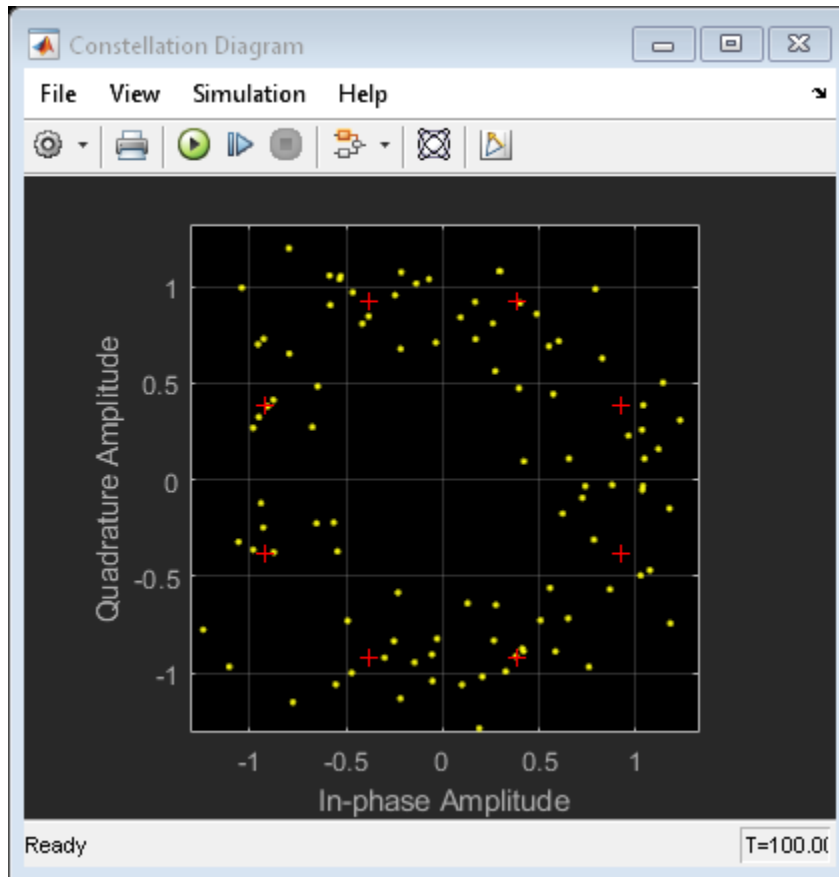 Constellation Diagram
File View Simulation Help
1
0.5
0
-0.5
-1
Quadrature Amplitude
-1 -0.5 0 0.5 1
In-phase Amplitude
Ready
T=100.0